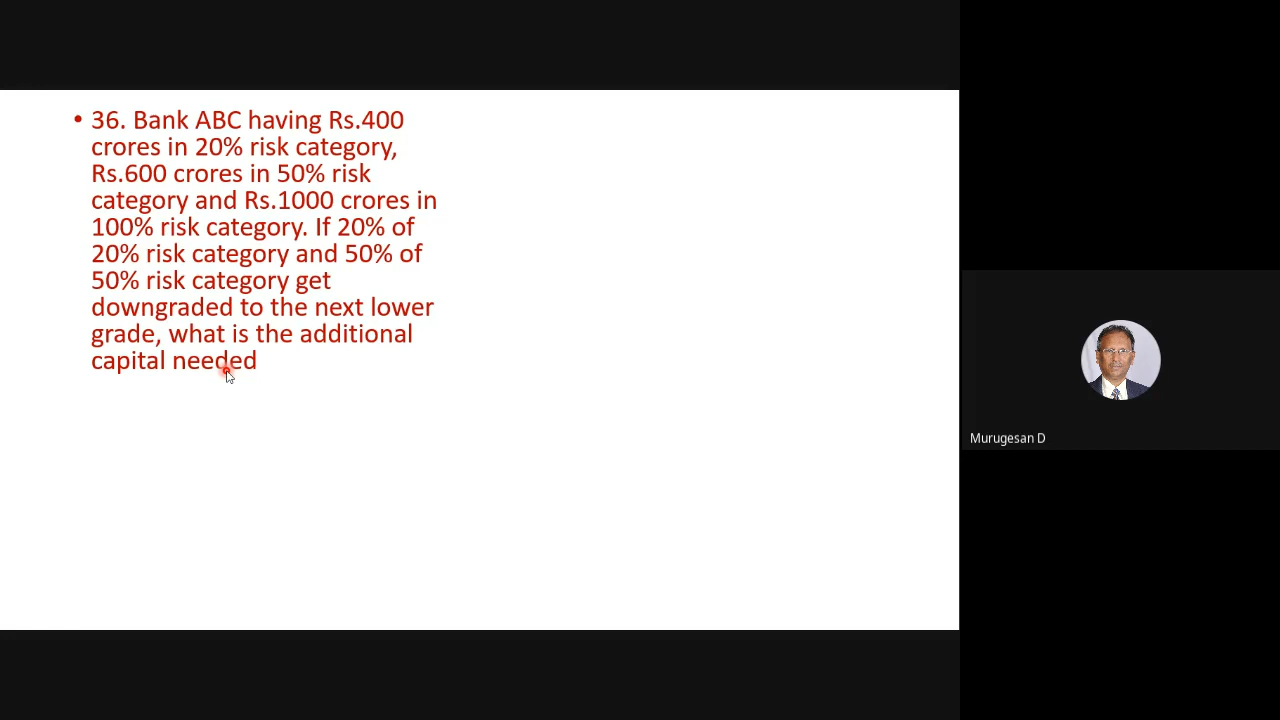 • 36. Bank ABC having Rs.400
crores in 20% risk category,
Rs.600 crores in 50% risk
category and Rs.1000 crores in
100% risk category. If 20% of
20% risk category and 50% of
50% risk category get
downgraded to the next lower
grade, what is the additional
capital needed
Murugesan D